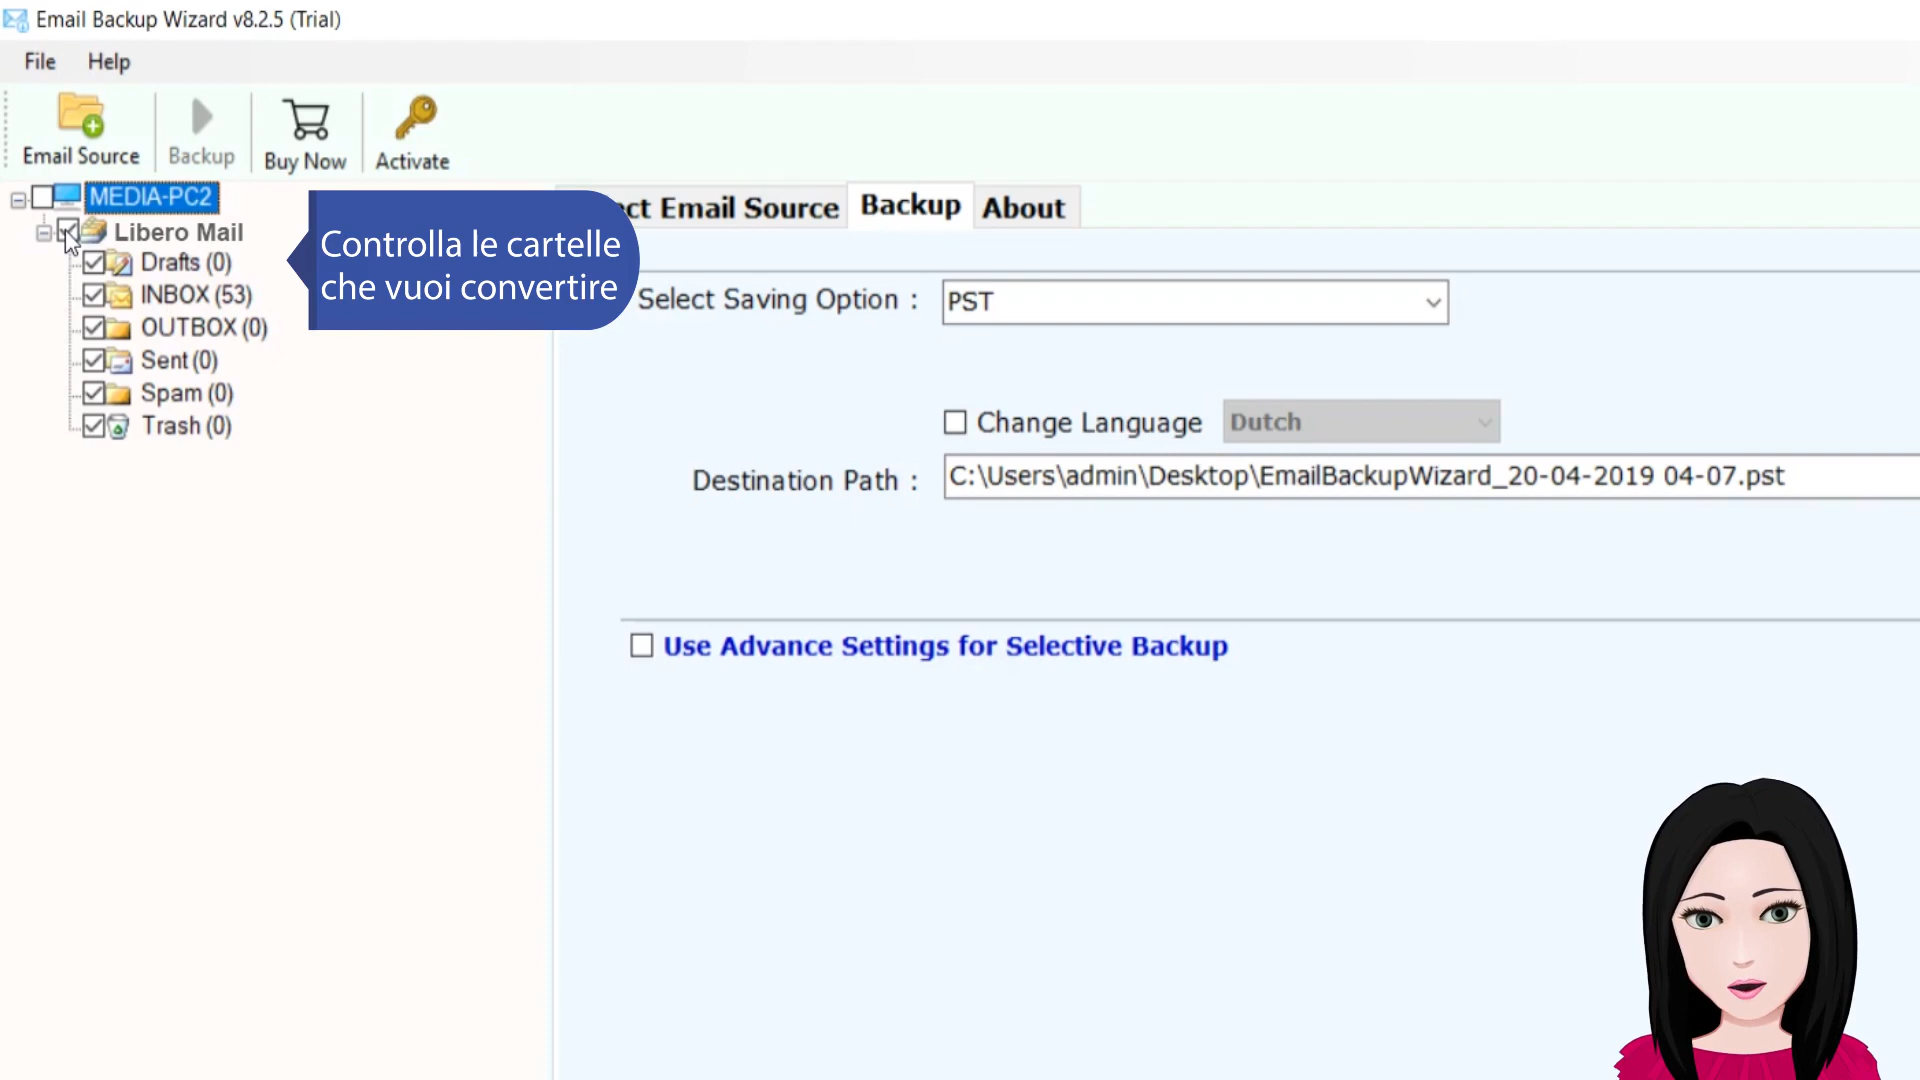 Email Backup Wizard v8.2.5 (Trial)
File Help
Email Source Backup Buy Now Activate
MEDIA-PC2
Libero Mail
Drafts (0)
INBOX (53)
OUTBOX (0)
Sent (0)
Spam (0)
Trash (0)
Controlla le cartelle
che vuoi convertire
ct Email Source Backup About
Select Saving Option : PST
Change Language Dutch
Destination Path : C:\Users\admin\Desktop\EmailBackupWizard_20-04-2019 04-07.pst
Use Advance Settings for Selective Backup